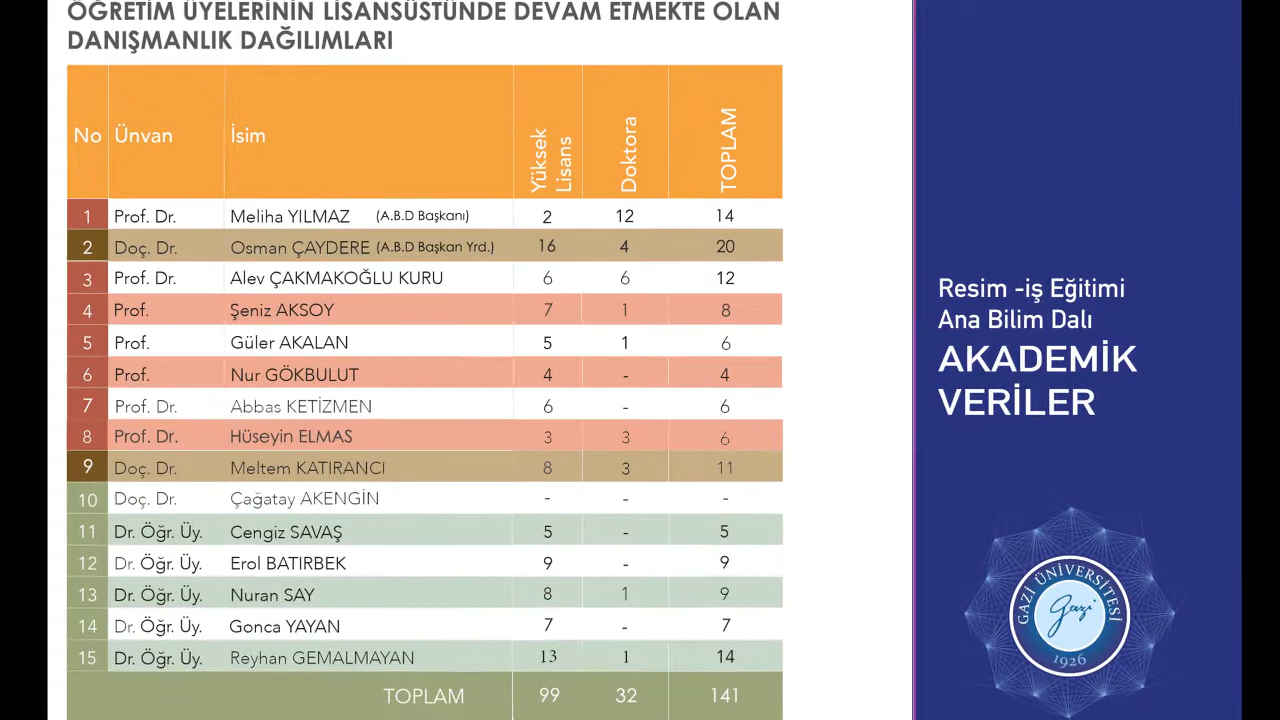 ÖĞRETİM ÜYELERİNİN LİSANSÜSTÜNDE DEVAM ETMEKTE OLAN
DANIŞMANLIK DAĞILIMLARI
No Ünvan İsim Yüksek Lisans Doktora TOPLAM
1 Prof. Dr. Meliha YILMAZ (A.B.D Başkanı) 2 12 14
2 Doç. Dr. Osman ÇAYDERE (A.B.D Başkan Yrd.) 16 4 20
3 Prof. Dr. Alev ÇAKMAKOĞLU KURU 6 6 12
4 Prof. Şeniz AKSOY 7 1 8
5 Prof. Güler AKALAN 5 1 6
6 Prof. Nur GÖKBULUT 4 - 4
7 Prof. Dr. Abbas KETİZMEN 6 - 6
8 Prof. Dr. Hüseyin ELMAS 3 3 6
9 Doç. Dr. Meltem KATIRANCI 8 3 11
10 Doç. Dr. Çağatay AKENGİN - - -
11 Dr. Öğr. Üy. Cengiz SAVAŞ 5 - 5
12 Dr. Öğr. Üy. Erol BATIRBEK 9 - 9
13 Dr. Öğr. Üy. Nuran SAY 8 1 9
14 Dr. Öğr. Üy. Gonca YAYAN 7 - 7
15 Dr. Öğr. Üy. Reyhan GEMALMAYAN 13 1 14
TOPLAM 99 32 141
Resim -iş Eğitimi
Ana Bilim Dalı
AKADEMİK
VERİLER
GAZİ ÜNİVERSİTESİ
gazi
1926